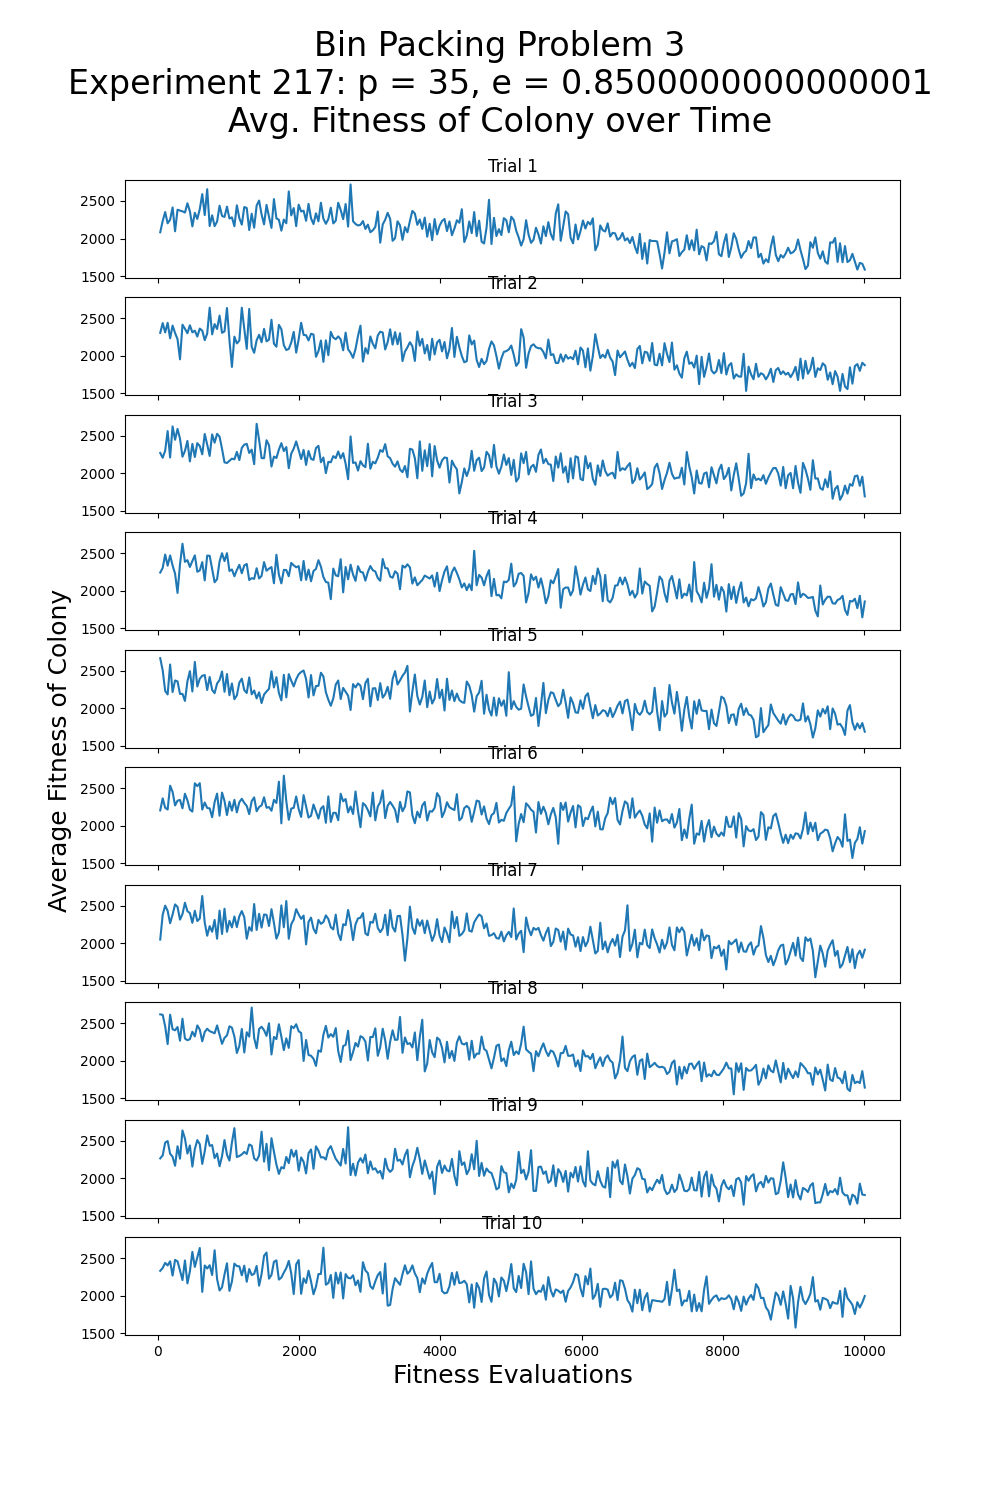 Bin Packing Problem 3
Experiment 217: p = 35, e = 0.8500000000000001
Avg. Fitness of Colony over Time
Average Fitness of Colony
Trial 1
2500
2000
1500
Trial 2
2500
2000
1500
Trial 3
2500
2000
1500
Trial 4
2500
2000
1500
Trial 5
2500
2000
1500
Trial 6
2500
2000
1500
Trial 7
2500
2000
1500
Trial 8
2500
2000
1500
Trial 9
2500
2000
1500
Trial 10
2500
2000
1500
0 2000 4000 6000 8000 10000
Fitness Evaluations